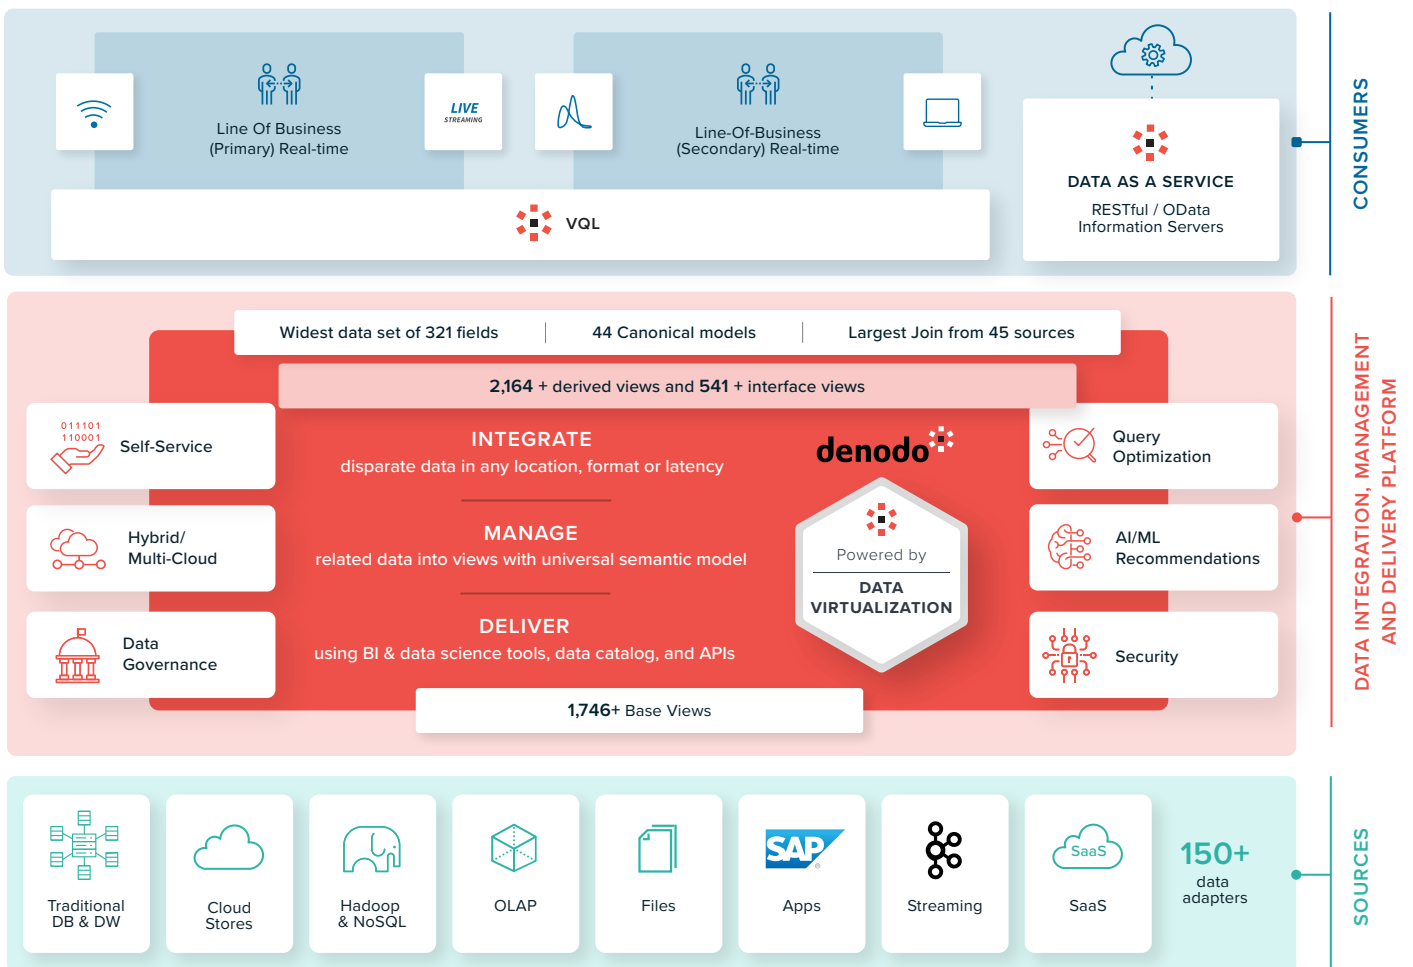 Line Of Business
(Primary) Real-time
LIVE
STREAMING
Line-Of-Business
(Secondary) Real-time
VQL
DATA AS A SERVICE
RESTful / OData
Information Servers
CONSUMERS
Widest data set of 321 fields
44 Canonical models
Largest Join from 45 sources
2,164 + derived views and 541 + interface views
011101
110001
Self-Service
Hybrid/
Multi-Cloud
Data
Governance
INTEGRATE
disparate data in any location, format or latency
MANAGE
related data into views with universal semantic model
DELIVER
using BI & data science tools, data catalog, and APIs
denodo
Powered by
DATA
VIRTUALIZATION
Query
Optimization
AI/ML
Recommendations
Security
1,746+ Base Views
DATA INTEGRATION, MANAGEMENT
AND DELIVERY PLATFORM
Traditional
DB & DW
Cloud
Stores
Hadoop
& NoSQL
OLAP
Files
SAP
®
Apps
Streaming
SaaS
SaaS
150+
data
adapters
SOURCES